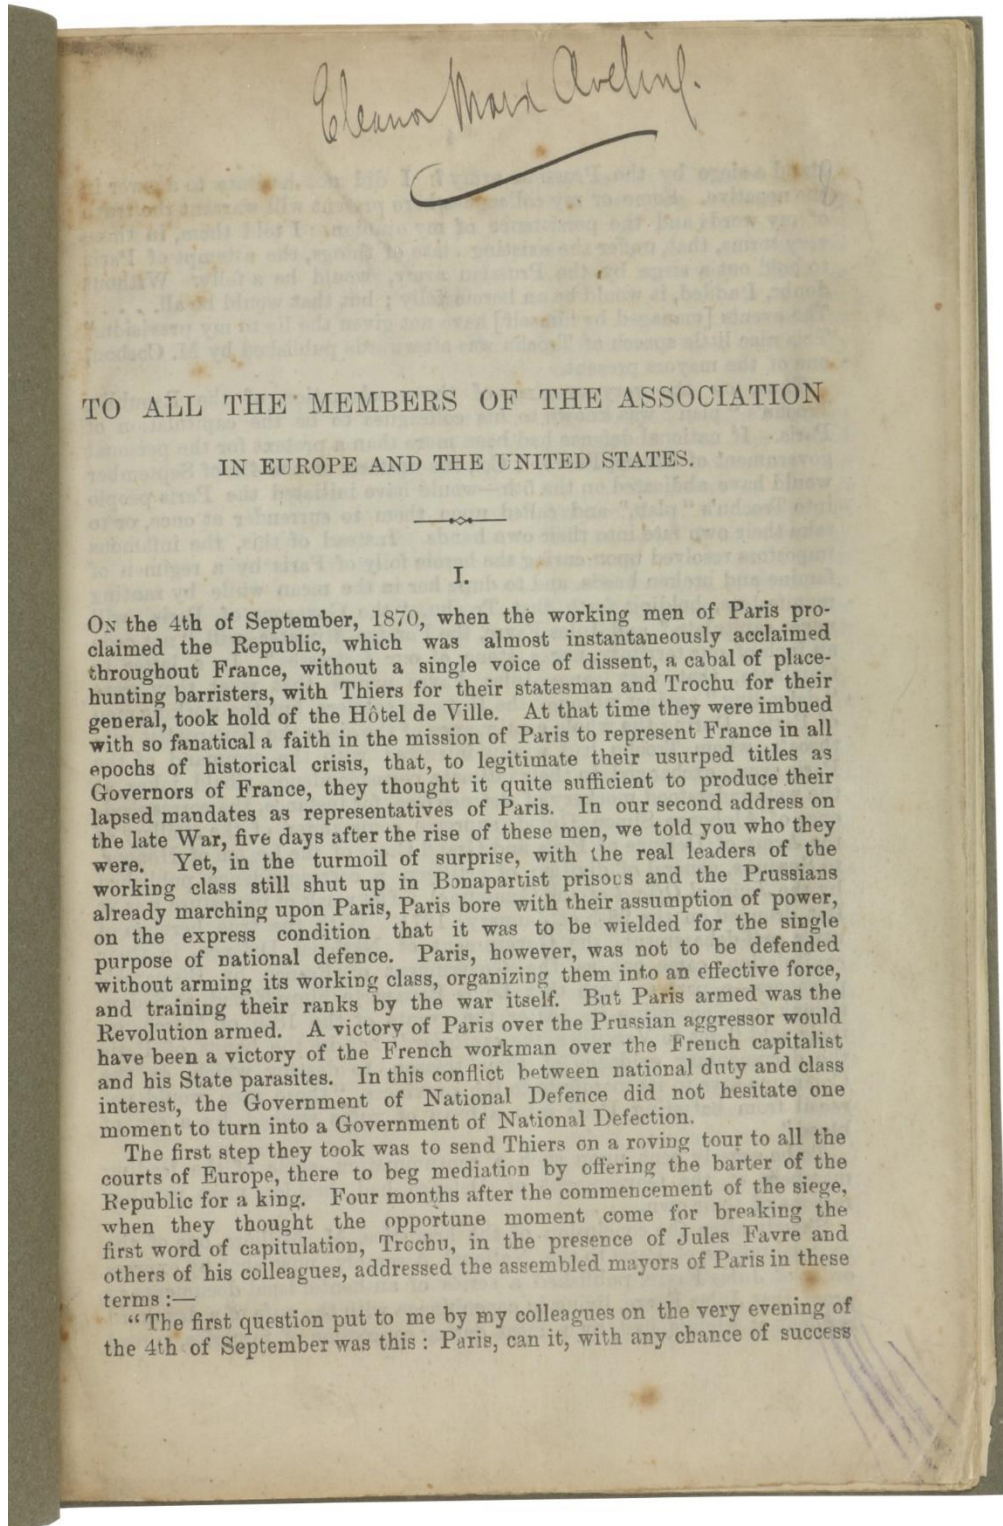 Eleanor Marx Aveling.
TO ALL THE MEMBERS OF THE ASSOCIATION
IN EUROPE AND THE UNITED STATES.
I.
ON the 4th of September, 1870, when the working men of Paris pro-
claimed the Republic, which was almost instantaneously acclaimed
throughout France, without a single voice of dissent, a cabal of place-
hunting barristers, with Thiers for their statesman and Trochu for their
general, took hold of the Hôtel de Ville. At that time they were imbued
with so fanatical a faith in the mission of Paris to represent France in all
epochs of historical crisis, that, to legitimate their usurped titles as
Governors of France, they thought it quite sufficient to produce their
lapsed mandates as representatives of Paris. In our second address on
the late War, five days after the rise of these men, we told you who they
were. Yet, in the turmoil of surprise, with the real leaders of the
working class still shut up in Bonapartist prisons and the Prussians
already marching upon Paris, Paris bore with their assumption of power,
on the express condition that it was to be wielded for the single
purpose of national defence. Paris, however, was not to be defended
without arming its working class, organizing them into an effective force,
and training their ranks by the war itself. But Paris armed was the
Revolution armed. A victory of Paris over the Prussian aggressor would
have been a victory of the French workman over the French capitalist
and his State parasites. In this conflict between national duty and class
interest, the Government of National Defence did not hesitate one
moment to turn into a Government of National Defection.
The first step they took was to send Thiers on a roving tour to all the
courts of Europe, there to beg mediation by offering the barter of the
Republic for a king. Four months after the commencement of the siege,
when they thought the opportune moment come for breaking the
first word of capitulation, Trochu, in the presence of Jules Favre and
others of his colleagues, addressed the assembled mayors of Paris in these
terms :—
"The first question put to me by my colleagues on the very evening of
the 4th of September was this : Paris, can it, with any chance of success